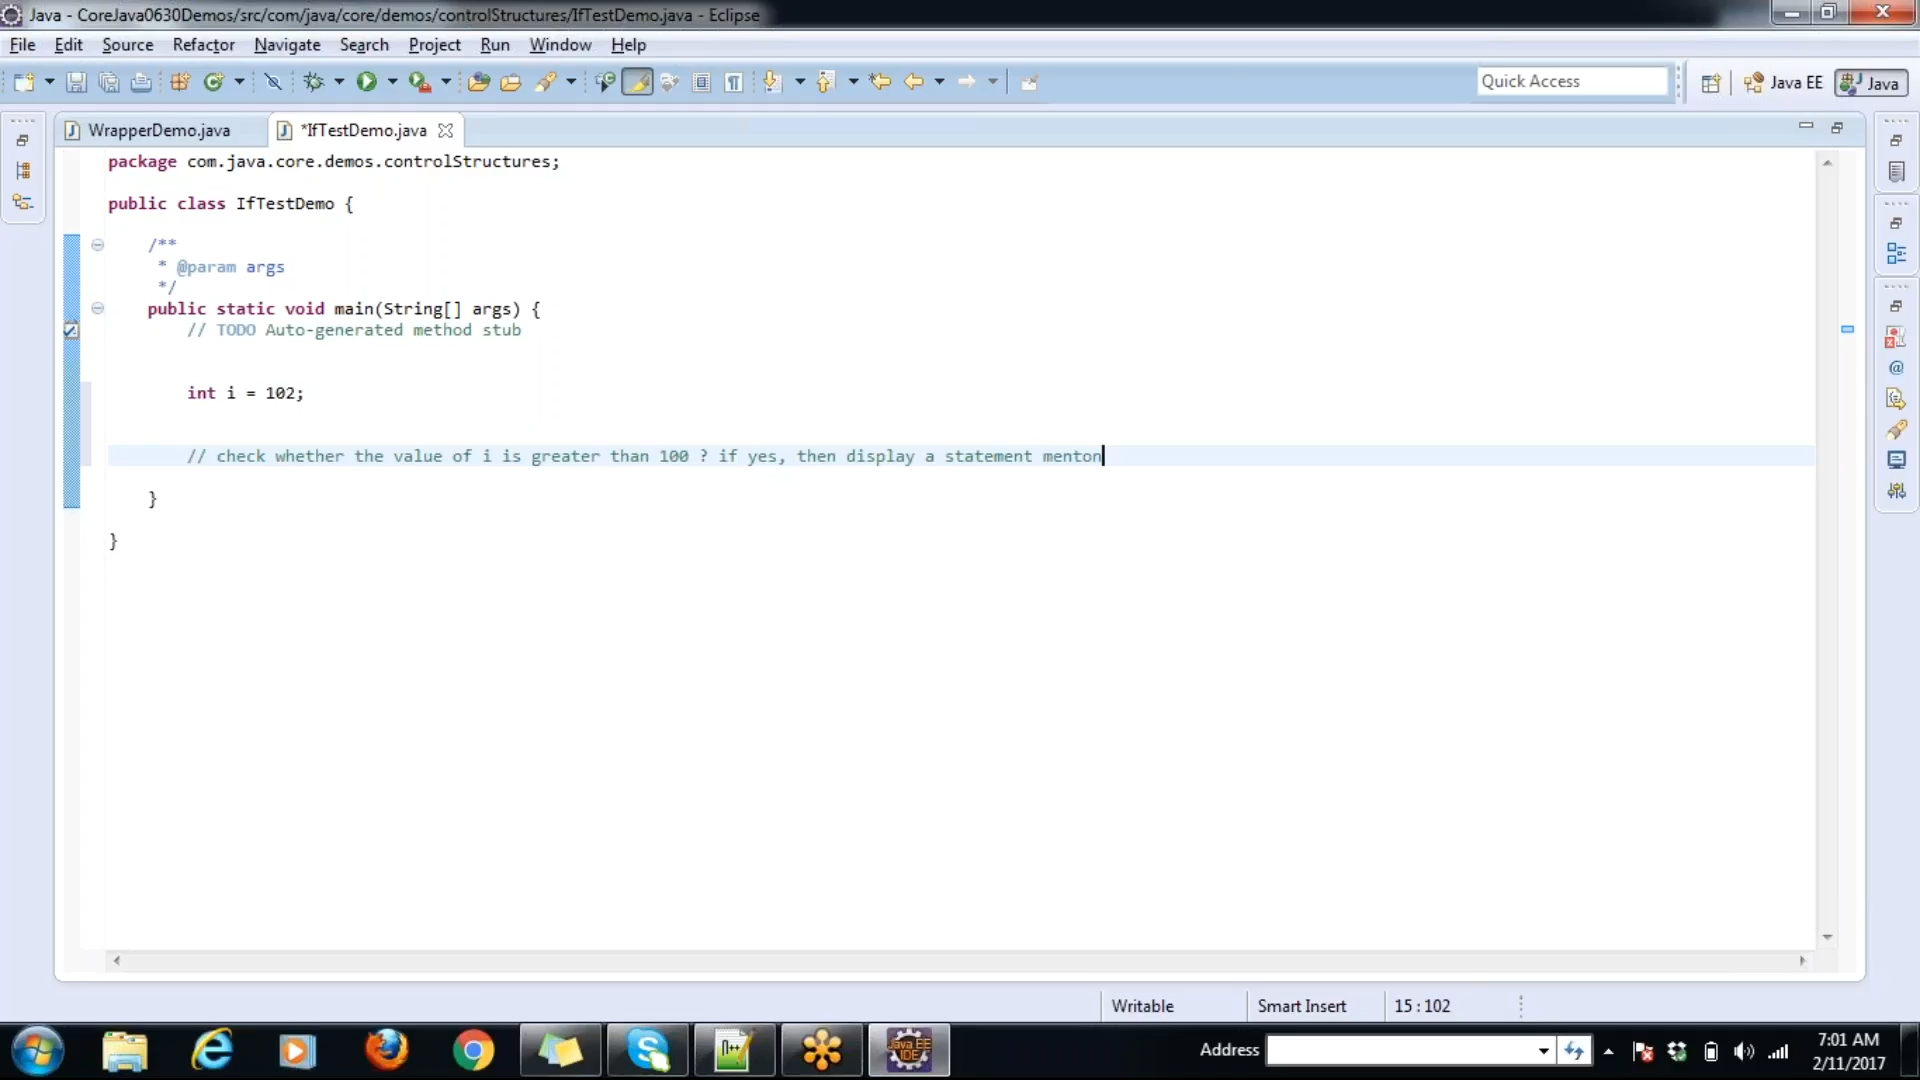 Java - CoreJava0630Demos/src/com/java/core/demos/controlStructures/IfTestDemo.java - Eclipse
File Edit Source Refactor Navigate Search Project Run Window Help
Quick Access
Java EE
Java
WrapperDemo.java
*IfTestDemo.java
package com.java.core.demos.controlStructures;
public class IfTestDemo {
/**
* @param args
*/
public static void main(String[] args) {
// TODO Auto-generated method stub
int i = 102;
// check whether the value of i is greater than 100 ? if yes, then display a statement menton
}
}
Writable
Smart Insert
15 : 102
Java EE
IDE
Address
7:01 AM
2/11/2017